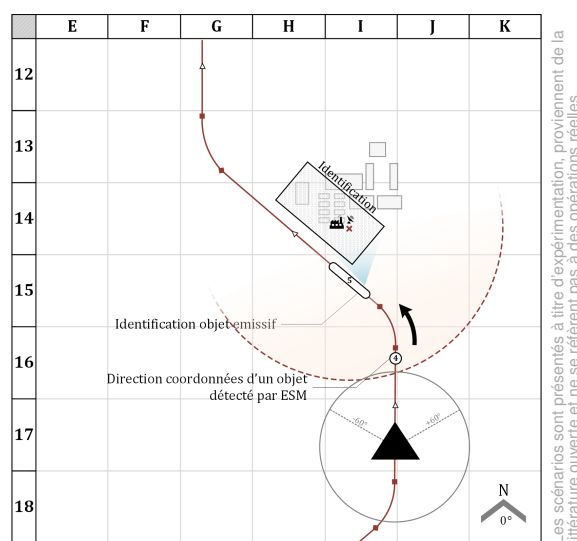 E F G H I J K
12
13
14
15
16
17
18
Identification
Identification
5
Identification objet emissif
4
Direction coordonnées d'un objet
détecté par ESM
-60°
+60°
N
0°
Les scénarios sont présentés à titre d'expérimentation, proviennent de la
littérature ouverte et ne se réfèrent pas à des opérations réelles